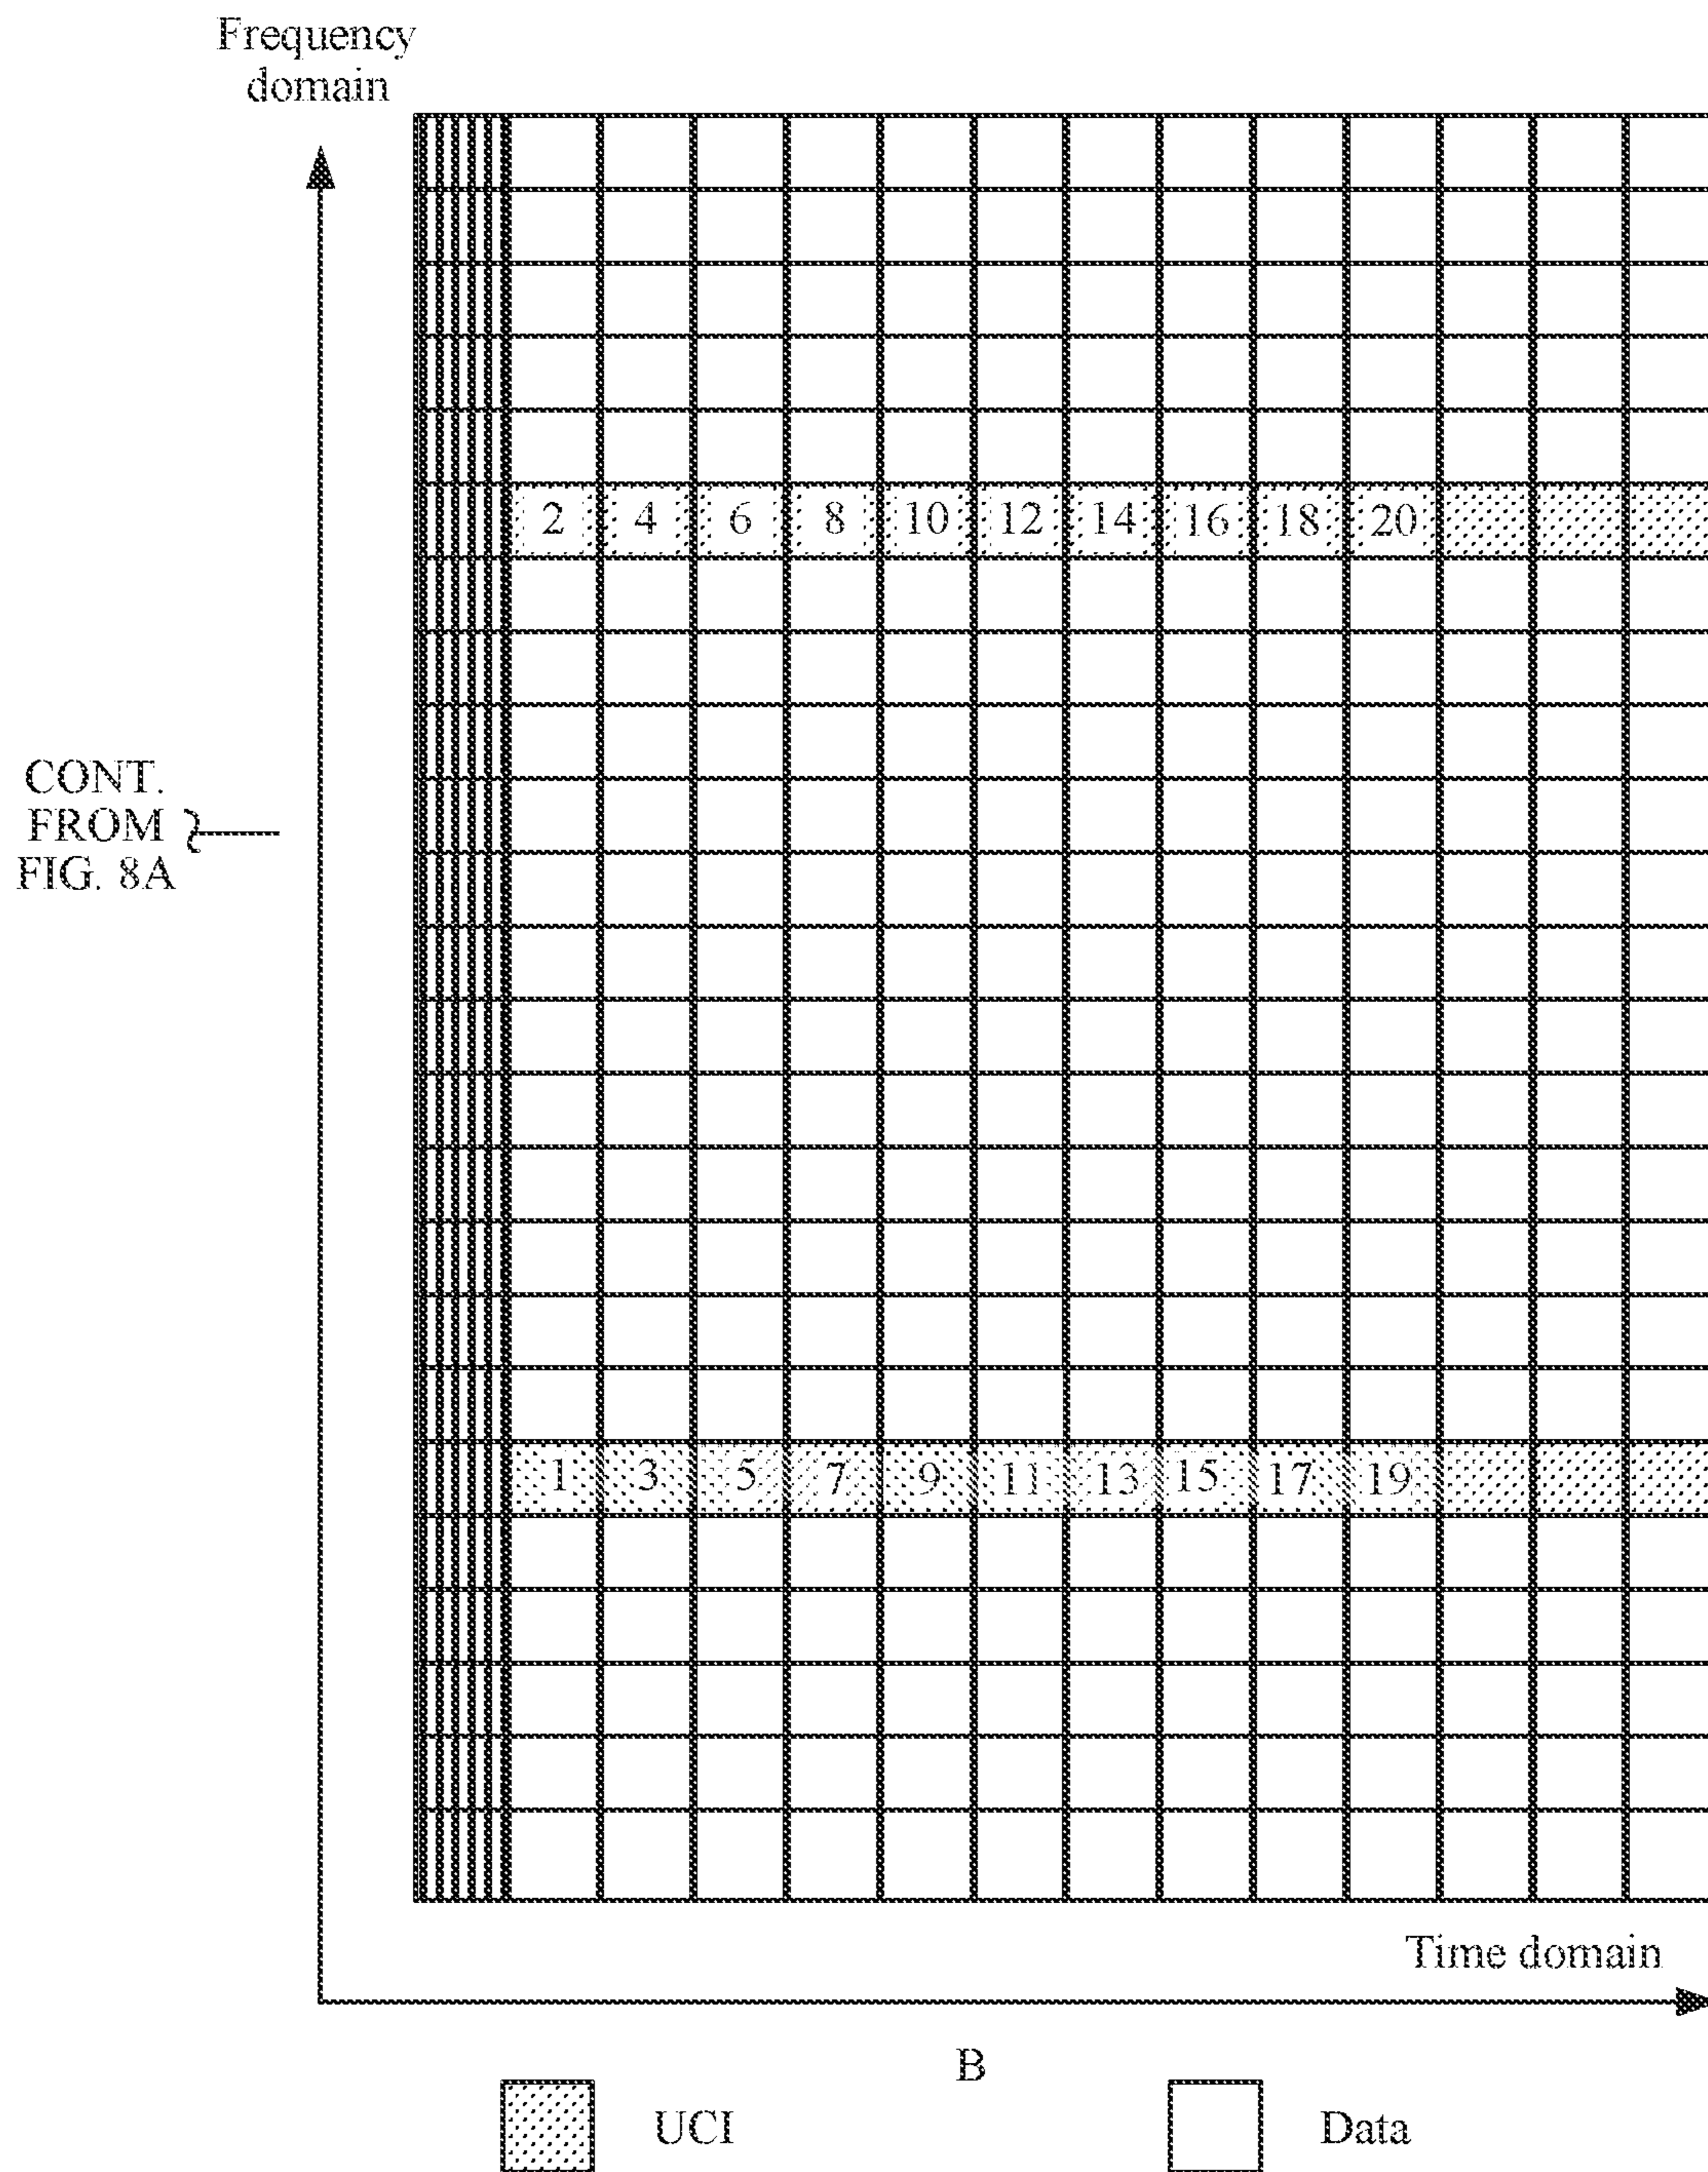 Frequency
domain
2 4 6 8 10 12 14 16 18 20
CONT.
FROM
FIG. 8A
1 3 5 7 9 11 13 15 17 19
Time domain
B
UCI Data